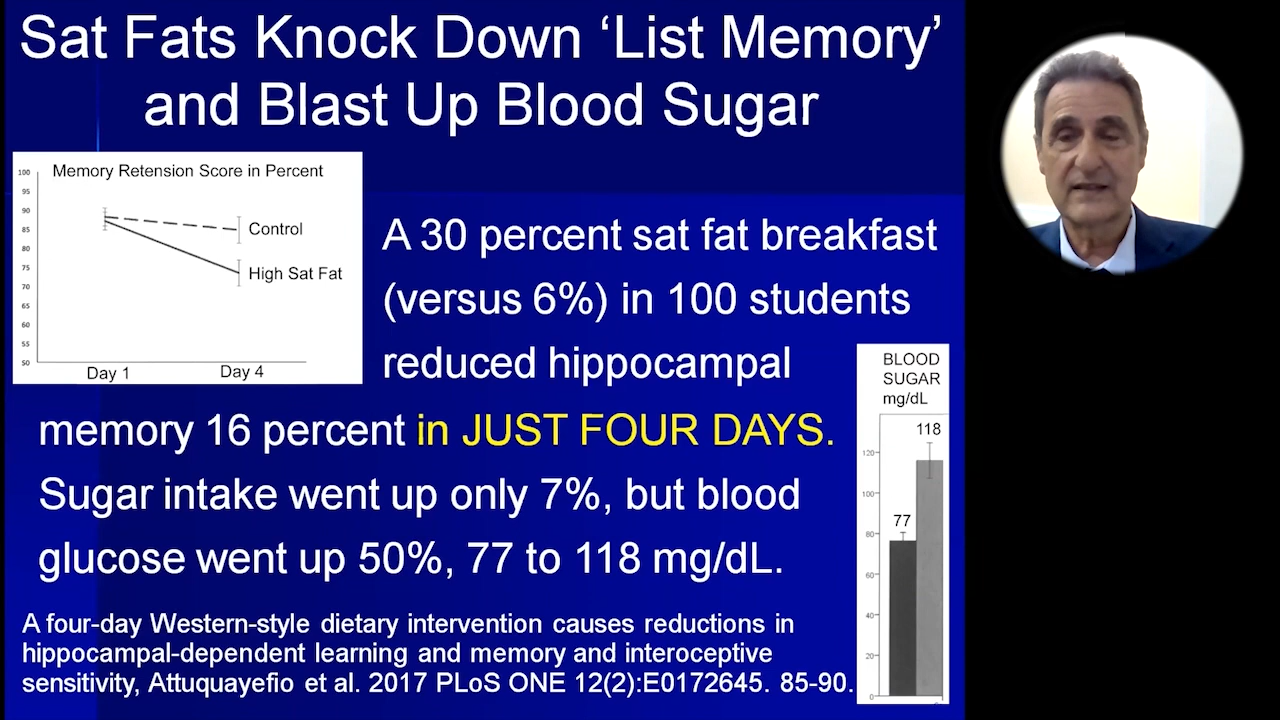 Sat Fats Knock Down ‘List Memory’
and Blast Up Blood Sugar
Memory Retension Score in Percent
100
95
90
85
80
75
70
65
60
55
50
Control
High Sat Fat
Day 1
Day 4
A 30 percent sat fat breakfast
(versus 6%) in 100 students
reduced hippocampal
memory 16 percent in JUST FOUR DAYS.
Sugar intake went up only 7%, but blood
glucose went up 50%, 77 to 118 mg/dL.
BLOOD
SUGAR
mg/dL
118
77
120
100
80
60
40
20
0
A four-day Western-style dietary intervention causes reductions in
hippocampal-dependent learning and memory and interoceptive
sensitivity, Attuquayefio et al. 2017 PLoS ONE 12(2):E0172645. 85-90.